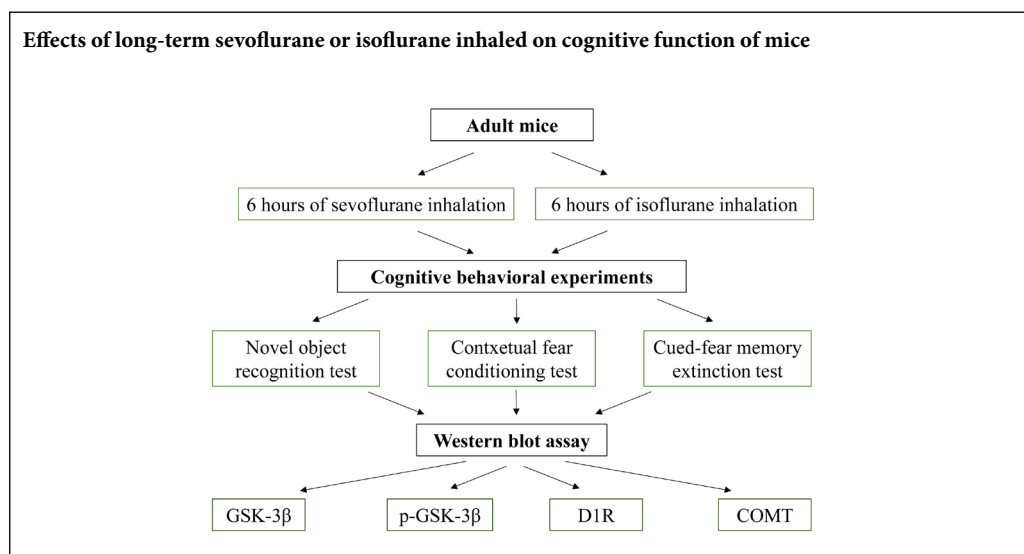 Effects of long-term sevoflurane or isoflurane inhaled on cognitive function of mice
Adult mice
6 hours of sevoflurane inhalation
6 hours of isoflurane inhalation
Cognitive behavioral experiments
Novel object
recognition test
Contxetual fear
conditioning test
Cued-fear memory
extinction test
Western blot assay
GSK-3β
p-GSK-3β
D1R
COMT